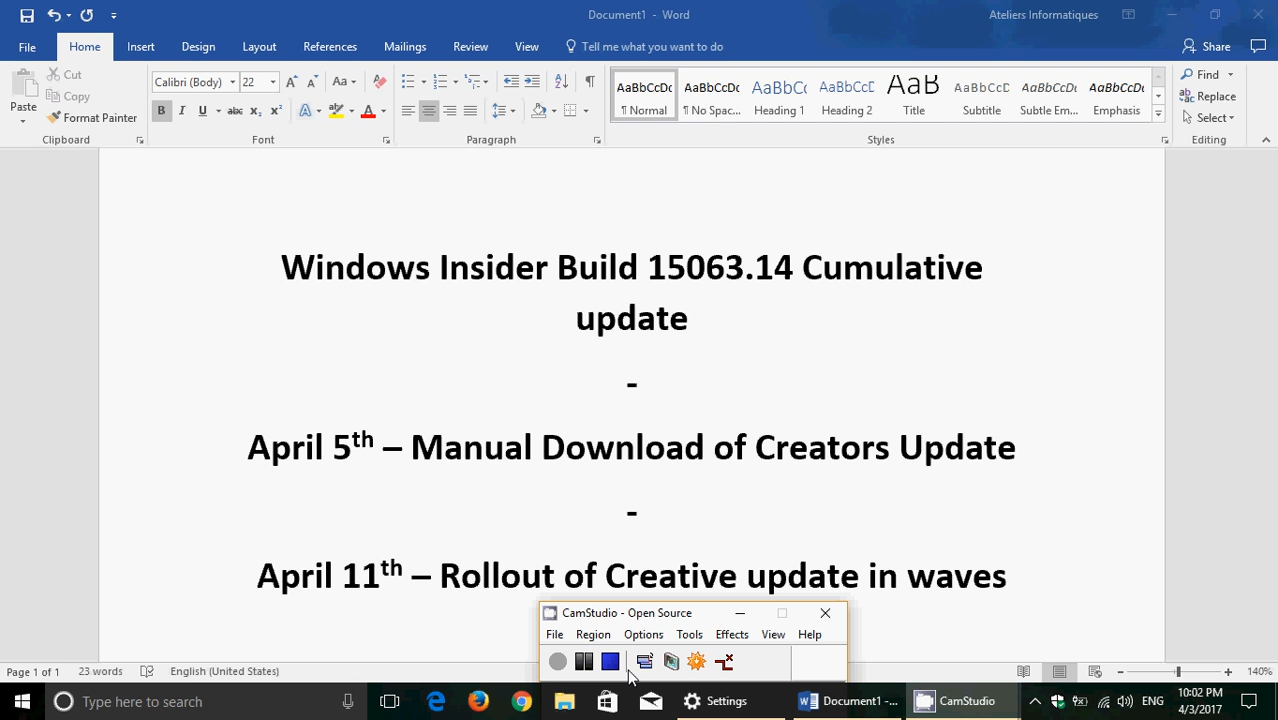 Document1 - Word
Ateliers Informatiques
File Home Insert Design Layout References Mailings Review View Tell me what you want to do Share
Paste
Cut
Copy
Format Painter
Clipboard
Calibri (Body) 22
Font
Paragraph
AaBbCcDc AaBbCcDc AaBbCc AaBbCcC AaB AaBbCcC AaBbCcDc AaBbCcDc
¶ Normal ¶ No Spac... Heading 1 Heading 2 Title Subtitle Subtle Em... Emphasis
Styles
Find
Replace
Select
Editing
Windows Insider Build 15063.14 Cumulative
update
-
April 5th – Manual Download of Creators Update
-
April 11th – Rollout of Creative update in waves
CamStudio - Open Source
File Region Options Tools Effects View Help
Page 1 of 1 23 words English (United States) 140%
Type here to search
Settings
Document1 -...
CamStudio
ENG
10:02 PM
4/3/2017